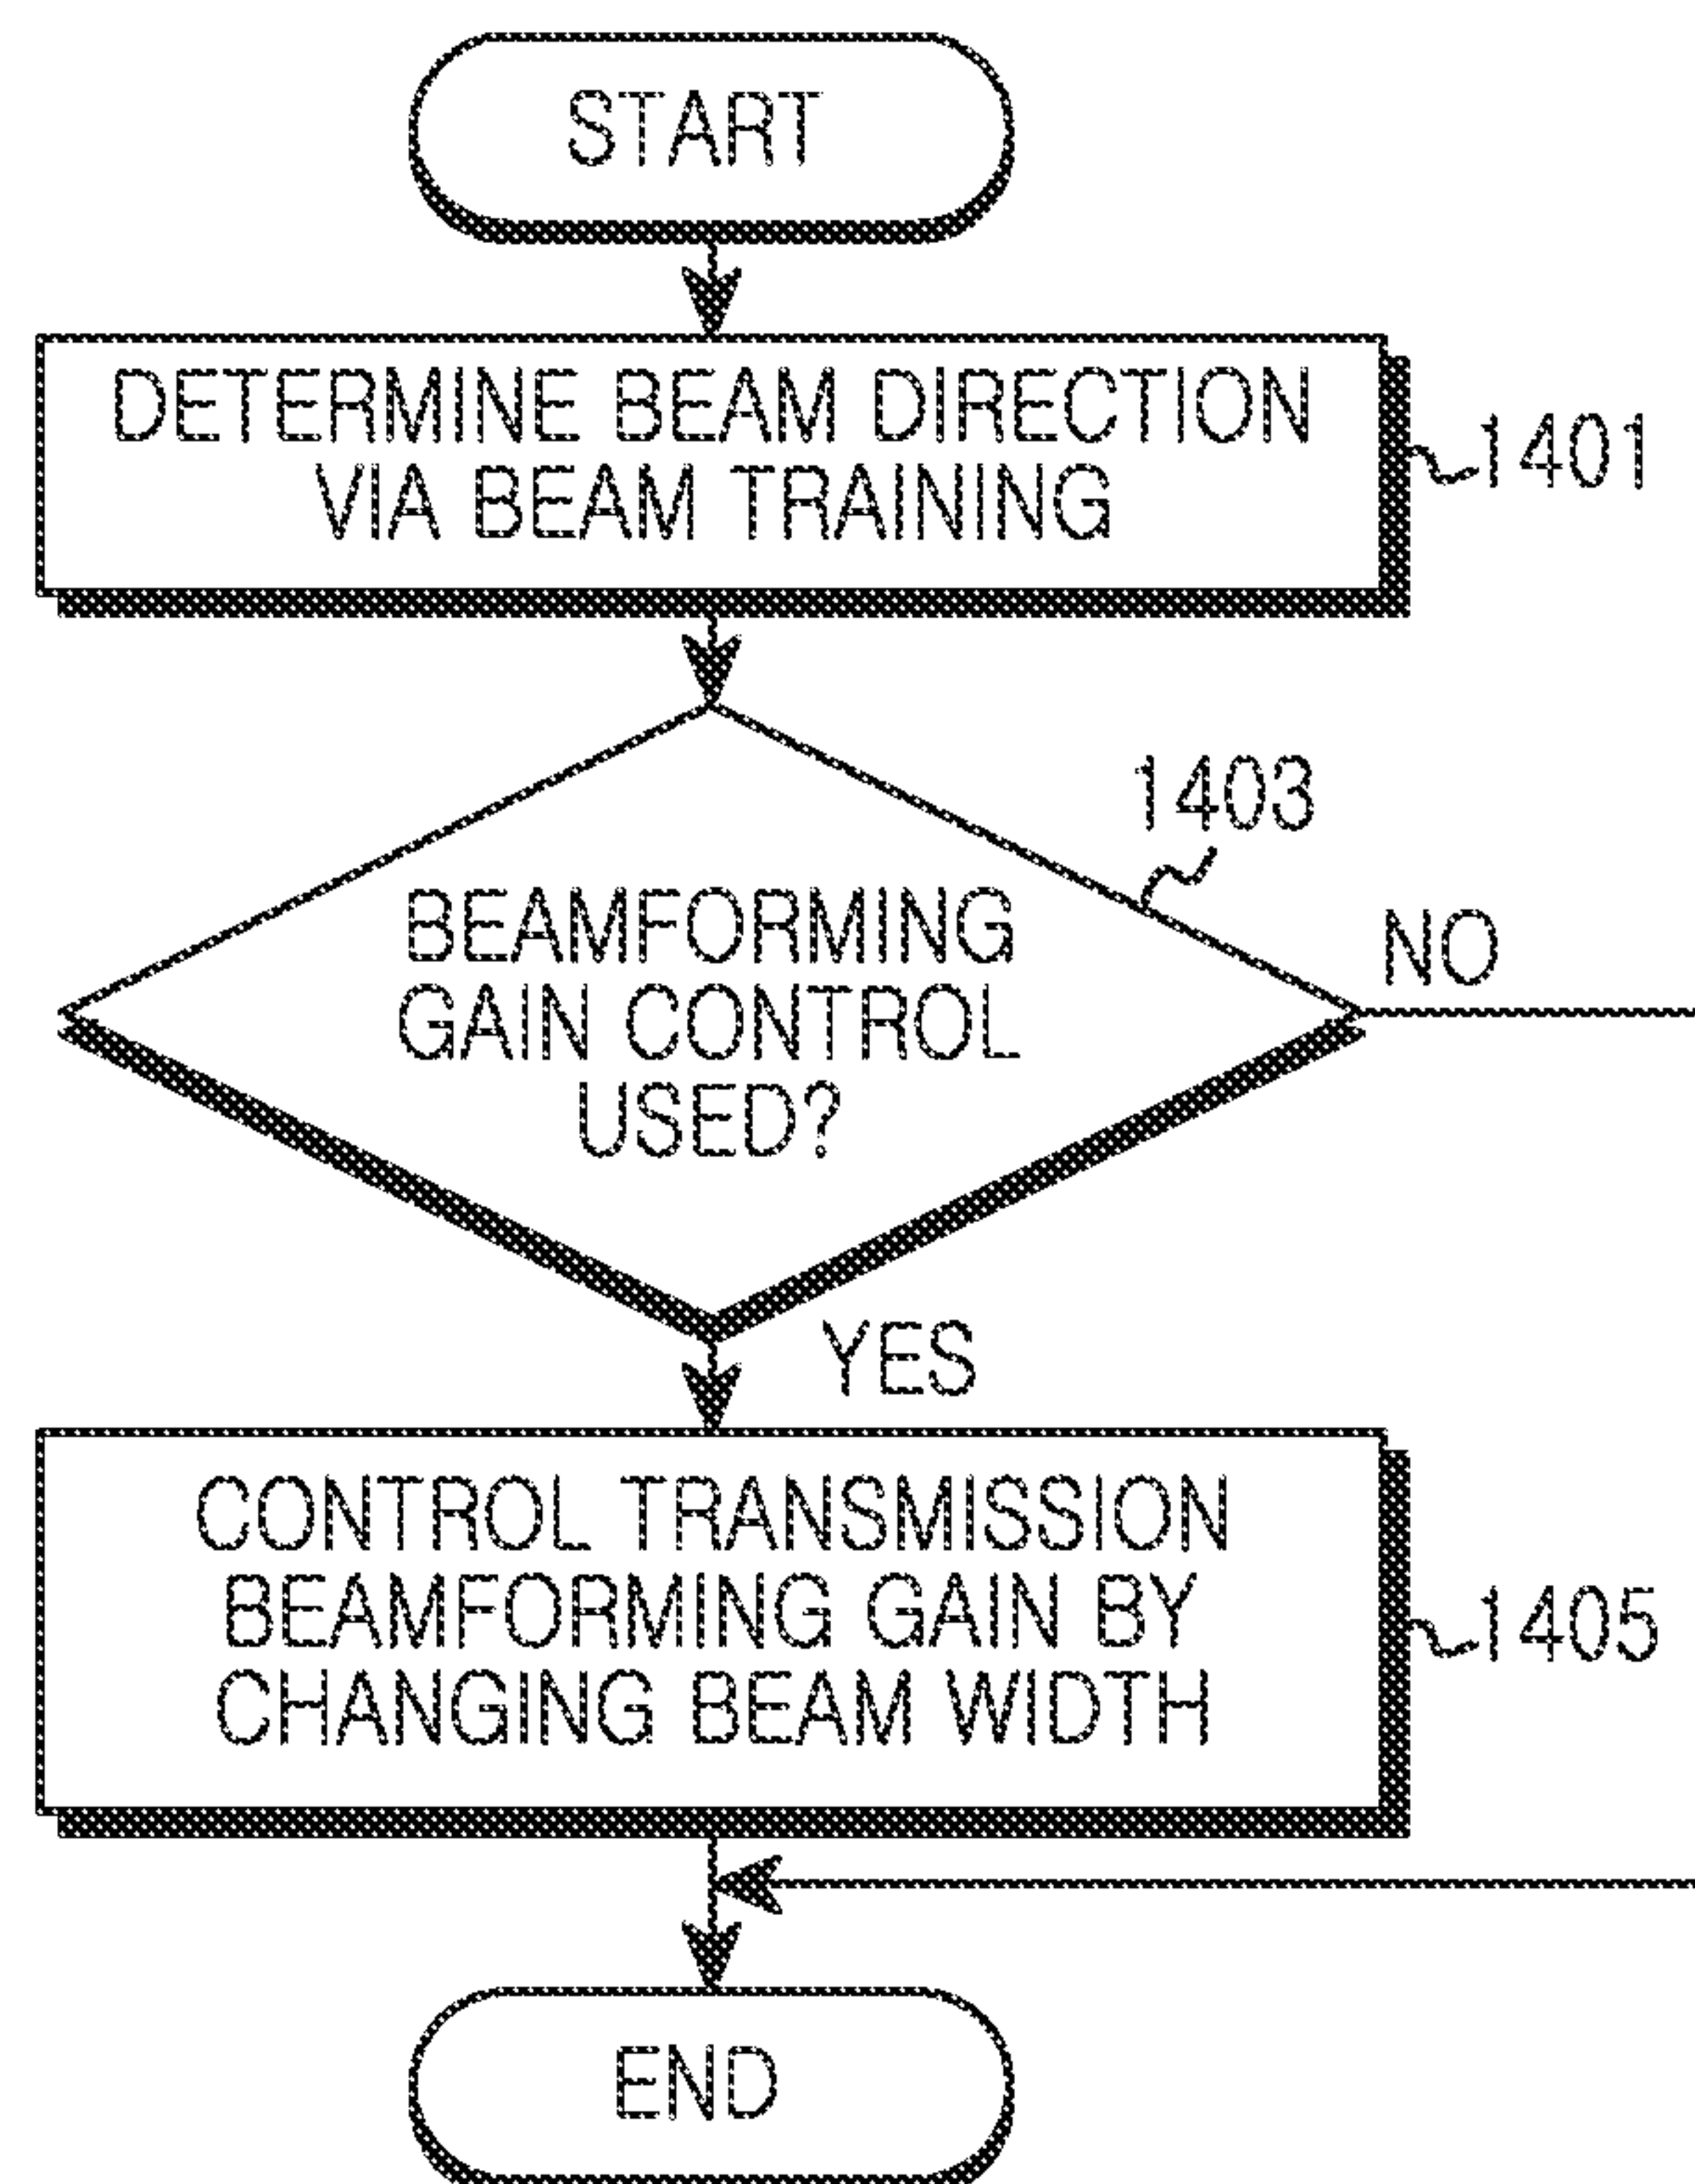 START
DETERMINE BEAM DIRECTION
VIA BEAM TRAINING
1401
1403
BEAMFORMING
GAIN CONTROL
USED?
NO
YES
CONTROL TRANSMISSION
BEAMFORMING GAIN BY
CHANGING BEAM WIDTH
1405
END